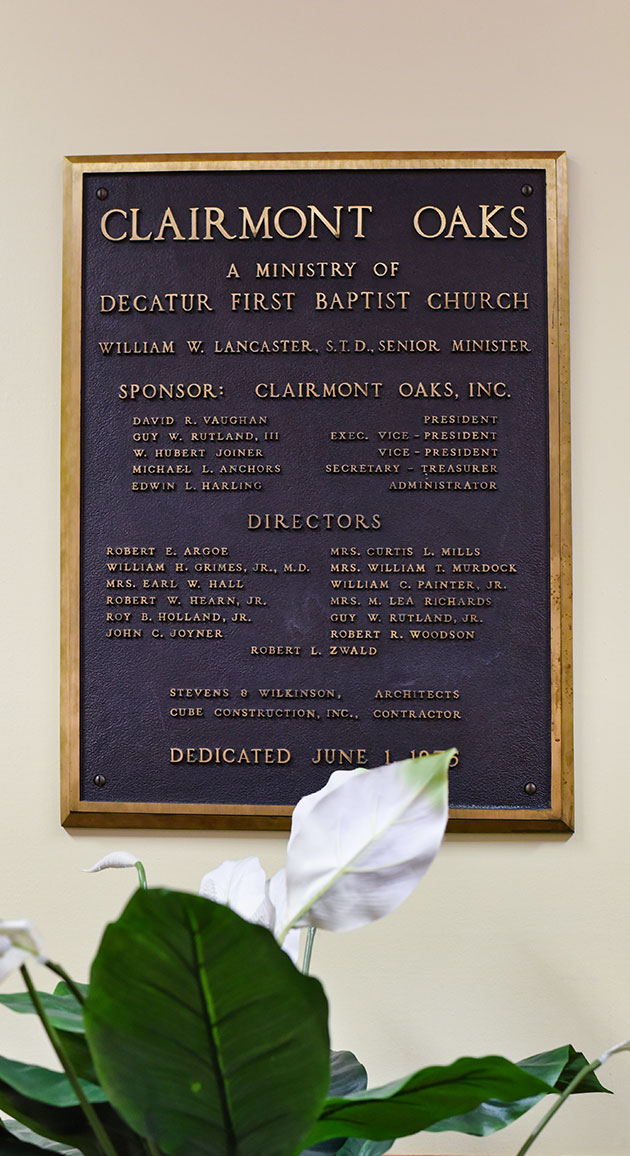 CLAIRMONT OAKS
A MINISTRY OF
DECATUR FIRST BAPTIST CHURCH
WILLIAM W. LANCASTER, S.T.D., SENIOR MINISTER
SPONSOR: CLAIRMONT OAKS, INC.
DAVID R. VAUGHAN PRESIDENT
GUY W. RUTLAND, III EXEC. VICE-PRESIDENT
W. HUBERT JOINER VICE-PRESIDENT
MICHAEL L. ANCHORS SECRETARY - TREASURER
EDWIN L. HARLING ADMINISTRATOR
DIRECTORS
ROBERT E. ARGOE MRS. CURTIS L. MILLS
WILLIAM H. GRIMES, JR., M.D. MRS. WILLIAM T. MURDOCK
MRS. EARL W. HALL WILLIAM C. PAINTER, JR.
ROBERT W. HEARN, JR. MRS. M. LEA RICHARDS
ROY B. HOLLAND, JR. GUY W. RUTLAND, JR.
JOHN C. JOYNER ROBERT R. WOODSON
ROBERT L. ZWALD
STEVENS & WILKINSON, ARCHITECTS
CUBE CONSTRUCTION, INC., CONTRACTOR
DEDICATED JUNE 1,